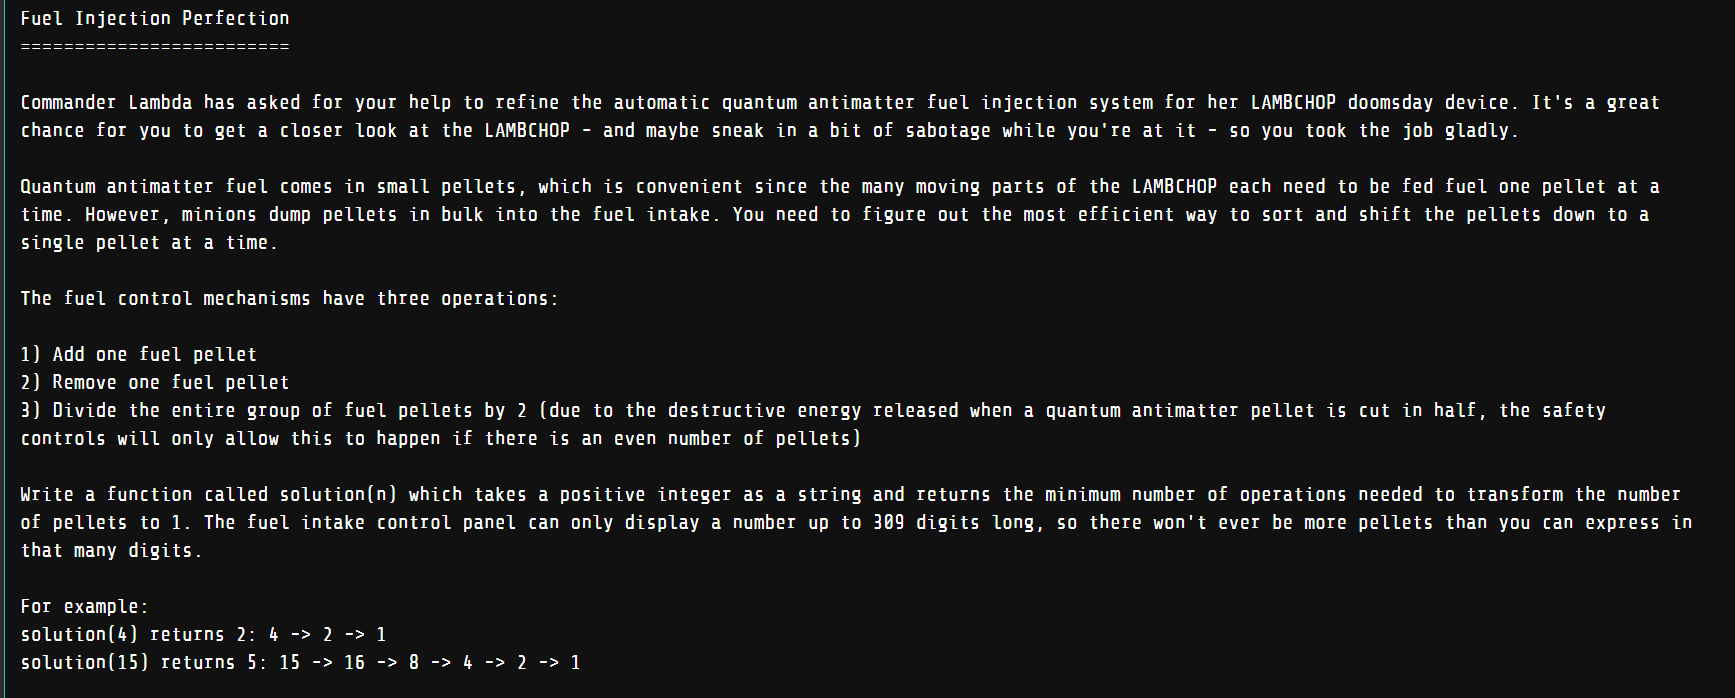 Fuel Injection Perfection
=========================
Commander Lambda has asked for your help to refine the automatic quantum antimatter fuel injection system for her LAMBCHOP doomsday device. It's a great
chance for you to get a closer look at the LAMBCHOP - and maybe sneak in a bit of sabotage while you're at it - so you took the job gladly.
Quantum antimatter fuel comes in small pellets, which is convenient since the many moving parts of the LAMBCHOP each need to be fed fuel one pellet at a
time. However, minions dump pellets in bulk into the fuel intake. You need to figure out the most efficient way to sort and shift the pellets down to a
single pellet at a time.
The fuel control mechanisms have three operations:
1) Add one fuel pellet
2) Remove one fuel pellet
3) Divide the entire group of fuel pellets by 2 (due to the destructive energy released when a quantum antimatter pellet is cut in half, the safety
controls will only allow this to happen if there is an even number of pellets)
Write a function called solution(n) which takes a positive integer as a string and returns the minimum number of operations needed to transform the number
of pellets to 1. The fuel intake control panel can only display a number up to 309 digits long, so there won't ever be more pellets than you can express in
that many digits.
For example:
solution(4) returns 2: 4 -> 2 -> 1
solution(15) returns 5: 15 -> 16 -> 8 -> 4 -> 2 -> 1